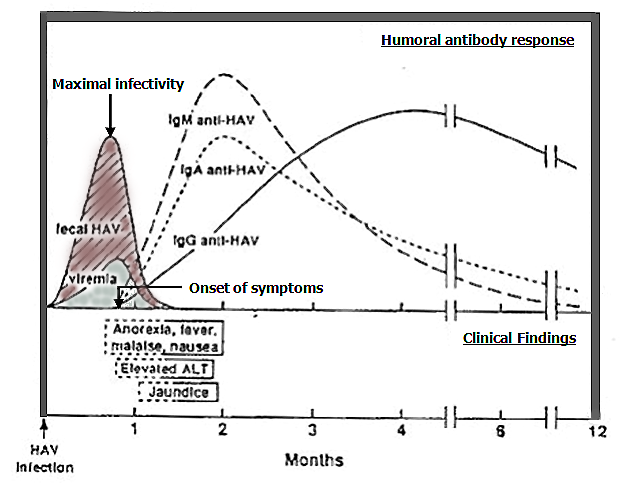 Humoral antibody response
Maximal infectivity
IgM anti-HAV
IgA anti-HAV
fecal HAV
IgG anti-HAV
viremia
Onset of symptoms
Anorexia, fever,
malaise, nausea
Clinical Findings
Elevated ALT
Jaundice
1 2 3 4 6 12
HAV
Infection
Months